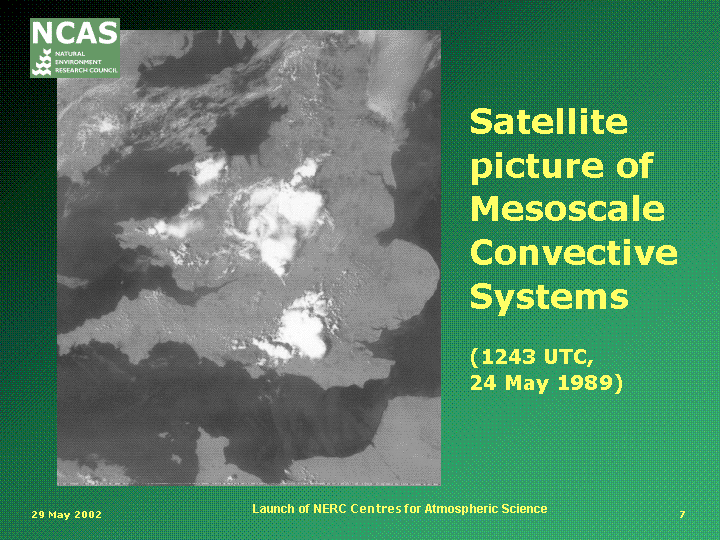 NCAS
NATURAL
ENVIRONMENT
RESEARCH COUNCIL
Satellite
picture of
Mesoscale
Convective
Systems
(1243 UTC,
24 May 1989)
29 May 2002
Launch of NERC Centres for Atmospheric Science
7